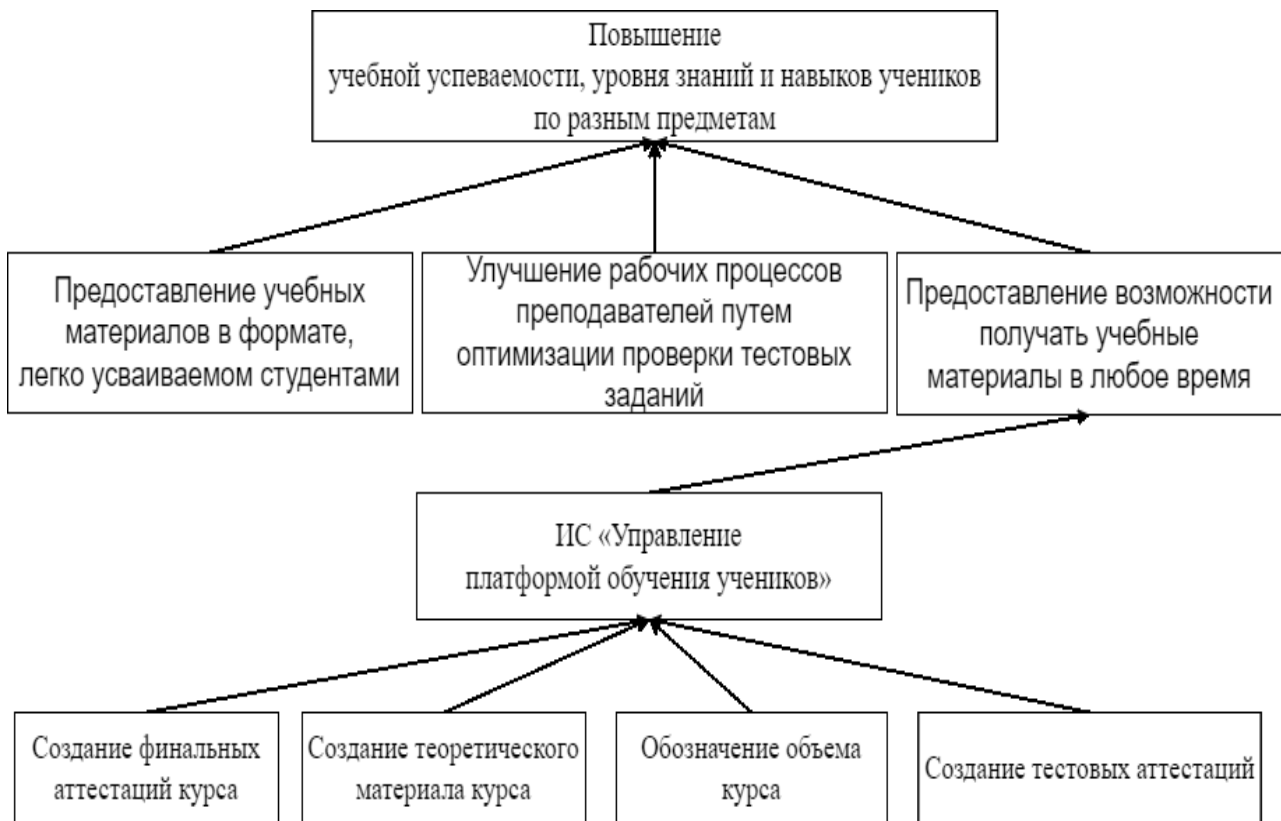 Повышение
учебной успеваемости, уровня знаний и навыков учеников
по разным предметам
Предоставление учебных
материалов в формате,
легко усваиваемом студентами
Улучшение рабочих процессов
преподавателей путем
оптимизации проверки тестовых
заданий
Предоставление возможности
получать учебные
материалы в любое время
ИС «Управление
платформой обучения учеников»
Создание финальных
аттестаций курса
Создание теоретического
материала курса
Обозначение объема
курса
Создание тестовых аттестаций